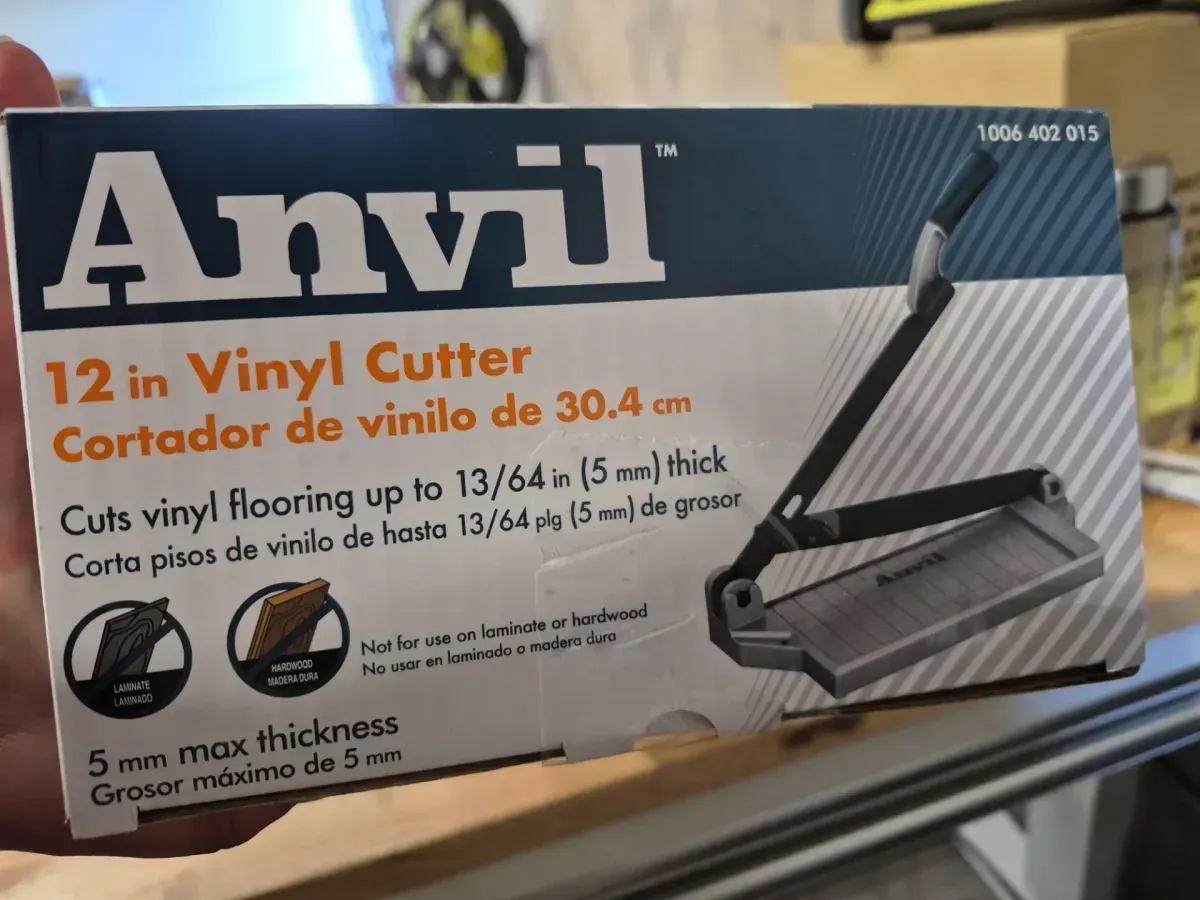 Anvil™
1006 402 015
12 in Vinyl Cutter
Cortador de vinilo de 30.4 cm
Cuts vinyl flooring up to 13/64 in (5 mm) thick
Corta pisos de vinilo de hasta 13/64 plg (5 mm) de grosor
Anvil
LAMINATE
LAMINADO
HARDWOOD
MADERA DURA
Not for use on laminate or hardwood
No usar en laminado o madera dura
5 mm max thickness
Grosor máximo de 5 mm